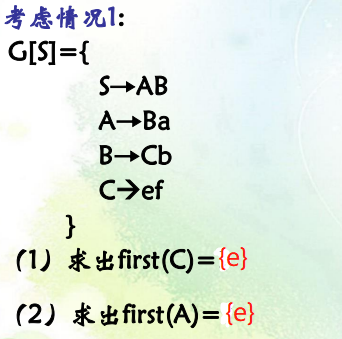 考虑情况1:
G[S]={
S→AB
A→Ba
B→Cb
C→ef
}
（1）求出first(C)={e}
（2）求出first(A)={e}